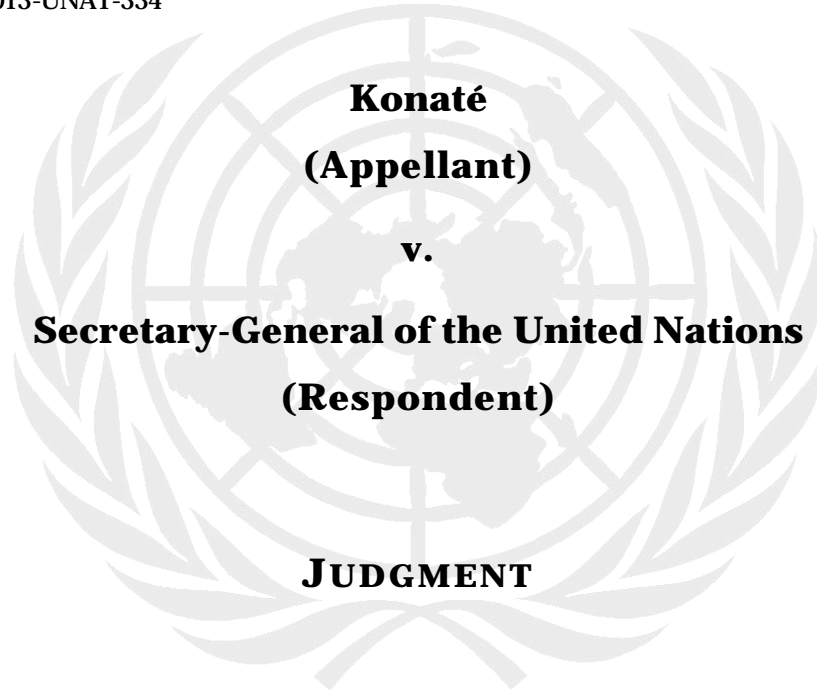 013-UNAT-334
Konaté
(Appellant)
v.
Secretary-General of the United Nations
(Respondent)
JUDGMENT